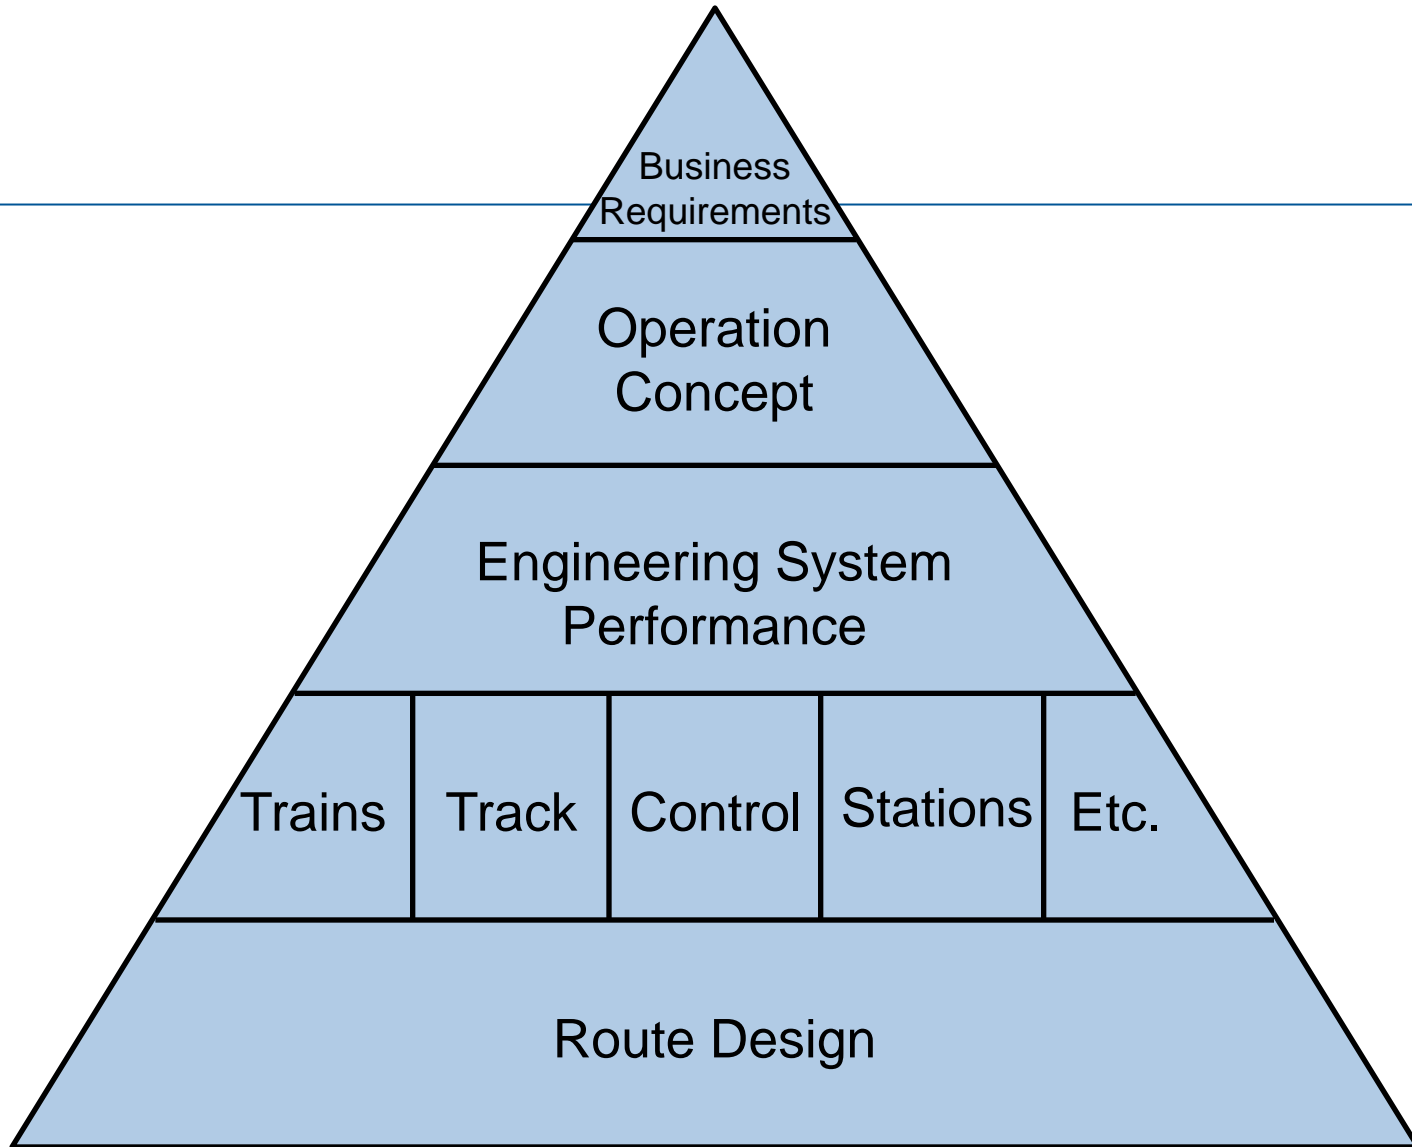 Business
Requirements
Operation
Concept
Engineering System
Performance
Trains Track Control Stations Etc.
Route Design